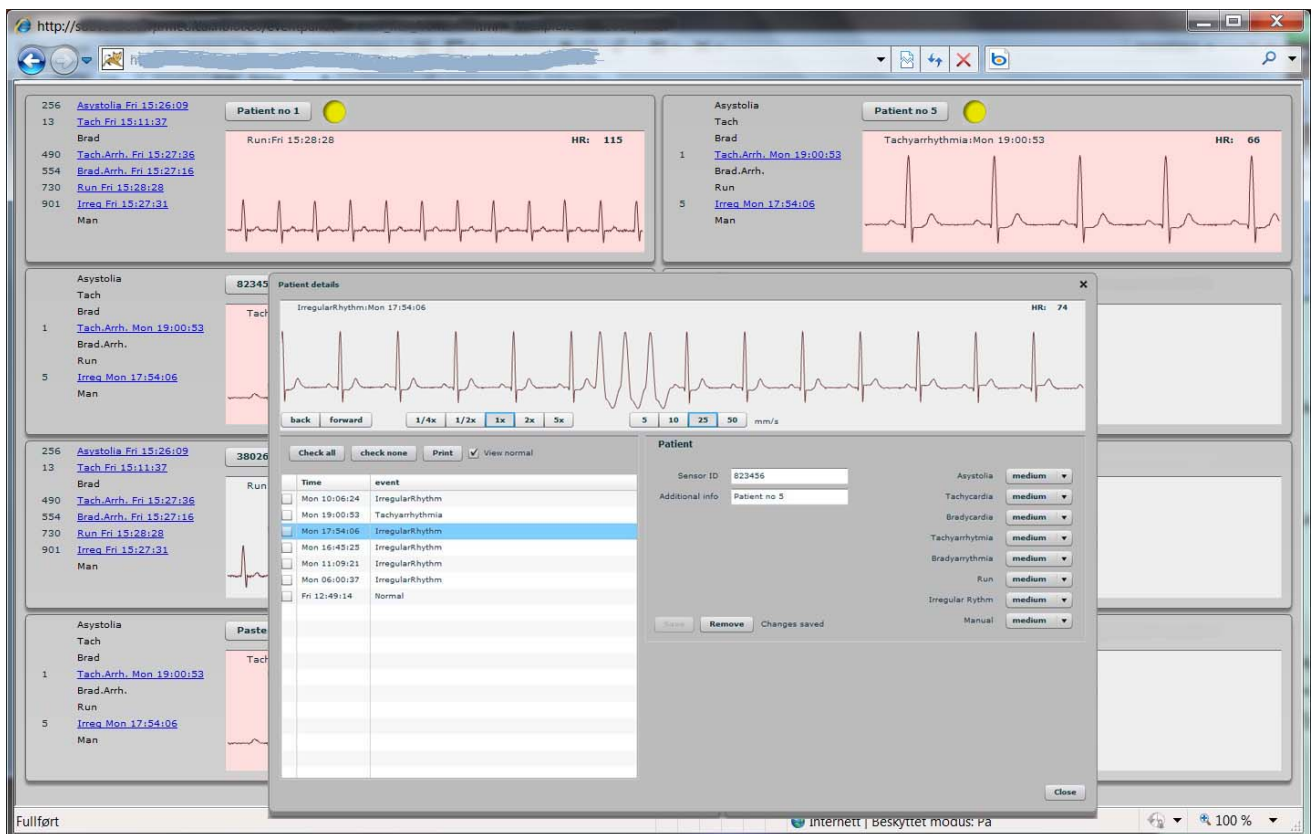 http://s
256 Asystolia Fri 15:26:09
13 Tach Fri 15:11:37
Brad
490 Tach.Arrh. Fri 15:27:36
554 Brad.Arrh. Fri 15:27:16
730 Run Fri 15:28:28
901 Irreg Fri 15:27:31
Man
Patient no 1
Run:Fri 15:28:28 HR: 115
Asystolia
Tach
Brad
1 Tach.Arrh. Mon 19:00:53
Brad.Arrh.
Run
5 Irreg Mon 17:54:06
Man
Patient no 5
Tachyarrhythmia:Mon 19:00:53 HR: 66
Asystolia
Tach
Brad
1 Tach.Arrh. Mon 19:00:53
Brad.Arrh.
Run
5 Irreg Mon 17:54:06
Man
82345
Tach
256 Asystolia Fri 15:26:09
13 Tach Fri 15:11:37
Brad
490 Tach.Arrh. Fri 15:27:36
554 Brad.Arrh. Fri 15:27:16
730 Run Fri 15:28:28
901 Irreg Fri 15:27:31
Man
38026
Run
Asystolia
Tach
Brad
1 Tach.Arrh. Mon 19:00:53
Brad.Arrh.
Run
5 Irreg Mon 17:54:06
Man
Paste
Tach
Patient details x
IrregularRhythm:Mon 17:54:06 HR: 74
back forward 1/4x 1/2x 1x 2x 5x 5 10 25 50 mm/s
Check all check none Print View normal
Time event
Mon 10:06:24 IrregularRhythm
Mon 19:00:53 Tachyarrhythmia
Mon 17:54:06 IrregularRhythm
Mon 16:45:25 IrregularRhythm
Mon 11:09:21 IrregularRhythm
Mon 06:00:37 IrregularRhythm
Fri 12:49:14 Normal
Patient
Sensor ID 823456
Additional info Patient no 5
Asystolia medium
Tachycardia medium
Bradycardia medium
Tachyarrhytmia medium
Bradyarrythmia medium
Run medium
Irregular Rythm medium
Manual medium
Save Remove Changes saved
Close
Fullført Internett | Beskyttet modus: På 100 %